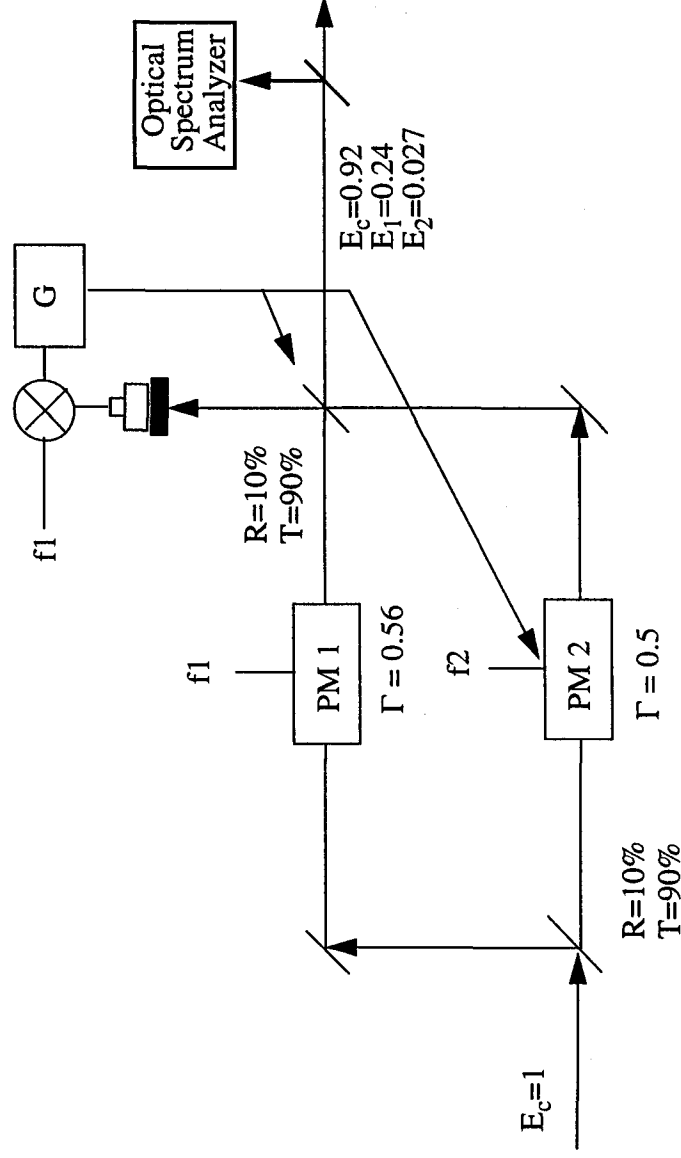 Optical
Spectrum
Analyzer
G
f1
E_c=0.92
E_1=0.24
E_2=0.027
R=10%
T=90%
f1
PM 1
Γ = 0.56
f2
PM 2
Γ = 0.5
R=10%
T=90%
E_c=1